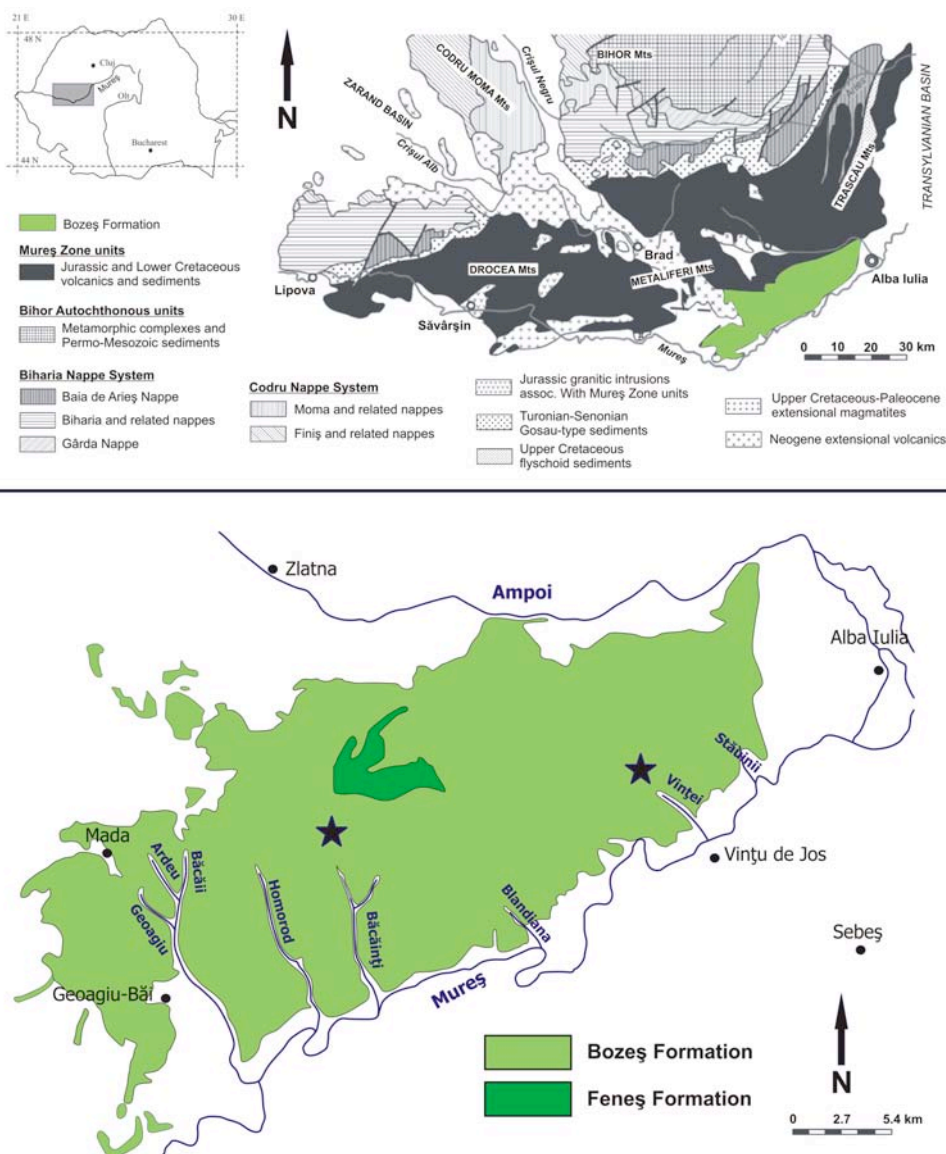 21 E
30 E
48 N
Cluj
Mureş
Olt
Bucharest
44 N
N
ZARAND BASIN
CODRU MOMA Mts
Crişul Negru
BIHOR Mts
Crişul Alb
TRASCĂU Mts
TRANSYLVANIAN BASIN
Brad
DROCEA Mts
METALIFERI Mts
Lipova
Săvârşin
Mureş
Alba Iulia
0 10 20 30 km
Bozeş Formation
Mureş Zone units
Jurassic and Lower Cretaceous
volcanics and sediments
Bihor Autochthonous units
Metamorphic complexes and
Permo-Mesozoic sediments
Biharia Nappe System
Baia de Arieş Nappe
Biharia and related nappes
Gârda Nappe
Codru Nappe System
Moma and related nappes
Finiş and related nappes
Jurassic granitic intrusions
assoc. With Mureş Zone units
Turonian-Senonian
Gosau-type sediments
Upper Cretaceous
flyschoid sediments
Upper Cretaceous-Paleocene
extensional magmatites
Neogene extensional volcanics
Zlatna
Ampoi
Alba Iulia
Stăuinii
Vinţei
Mada
Ardeu
Băcăii
Geoagiu
Homorod
Băcăinţi
Blandiana
Vinţu de Jos
Sebeş
Geoagiu-Băi
Mureş
Bozeş Formation
Feneş Formation
N
0 2.7 5.4 km